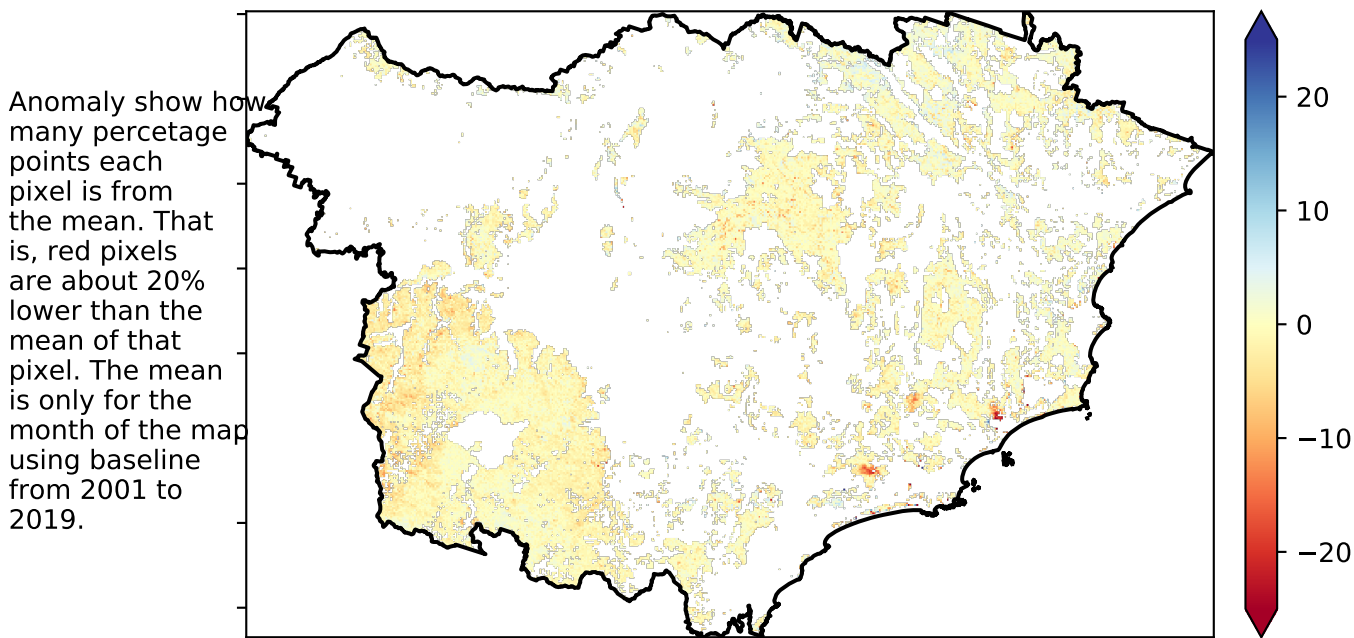 Anomaly show how
many percetage
points each
pixel is from
the mean. That
is, red pixels
are about 20%
lower than the
mean of that
pixel. The mean
is only for the
month of the map
using baseline
from 2001 to
2019.
20
10
0
−10
−20